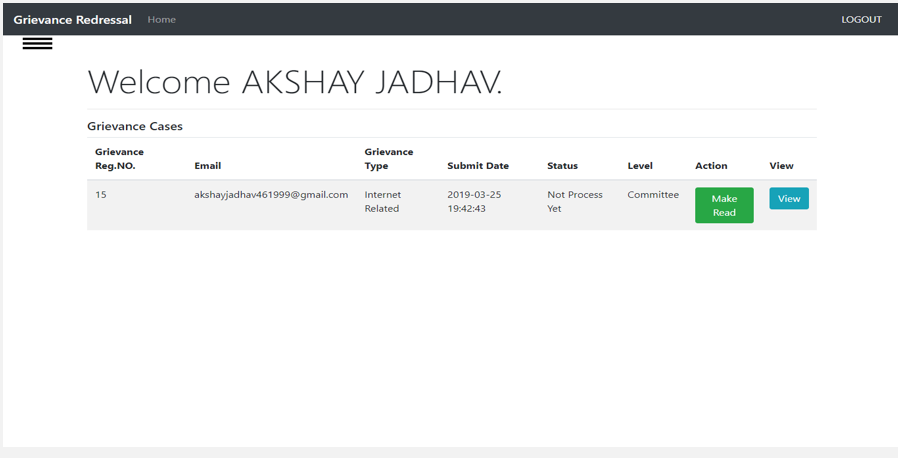 Grievance Redressal Home LOGOUT
Welcome AKSHAY JADHAV.
Grievance Cases
Grievance Reg.NO. Email Grievance Type Submit Date Status Level Action View
15 akshayjadhav461999@gmail.com Internet Related 2019-03-25 19:42:43 Not Process Yet Committee Make Read View